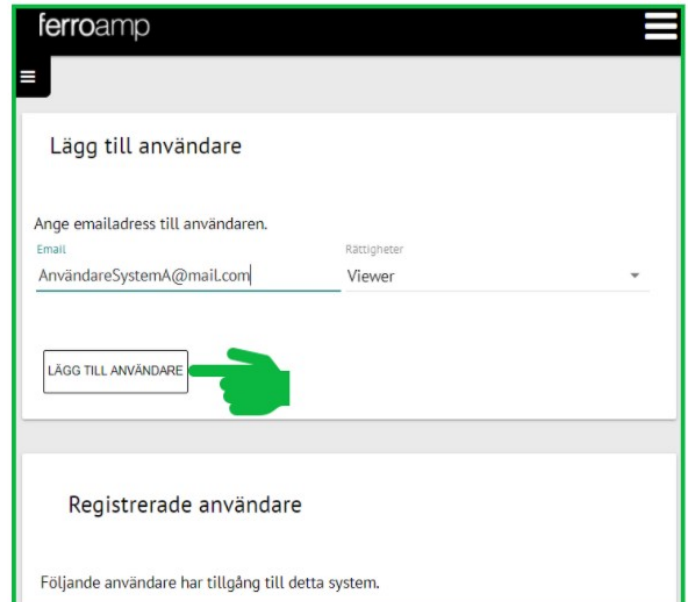 ferroamp
Lägg till användare
Ange emailadress till användaren.
Email
Rättigheter
AnvändareSystemA@mail.com
Viewer
LÄGG TILL ANVÄNDARE
Registrerade användare
Följande användare har tillgång till detta system.